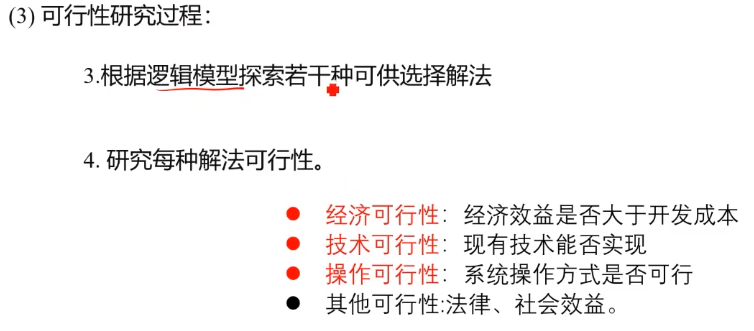 (3) 可行性研究过程：
3.根据逻辑模型探索若干种可供选择解法
4. 研究每种解法可行性。
● 经济可行性：经济效益是否大于开发成本
● 技术可行性：现有技术能否实现
● 操作可行性：系统操作方式是否可行
● 其他可行性:法律、社会效益。